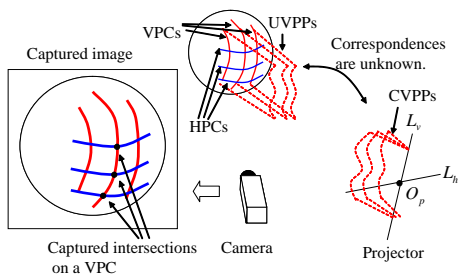 VPCs
UVPPs
Captured image
Correspondences
are unknown.
CVPPs
HPCs
L_v
L_h
O_p
Captured intersections
on a VPC
Camera
Projector